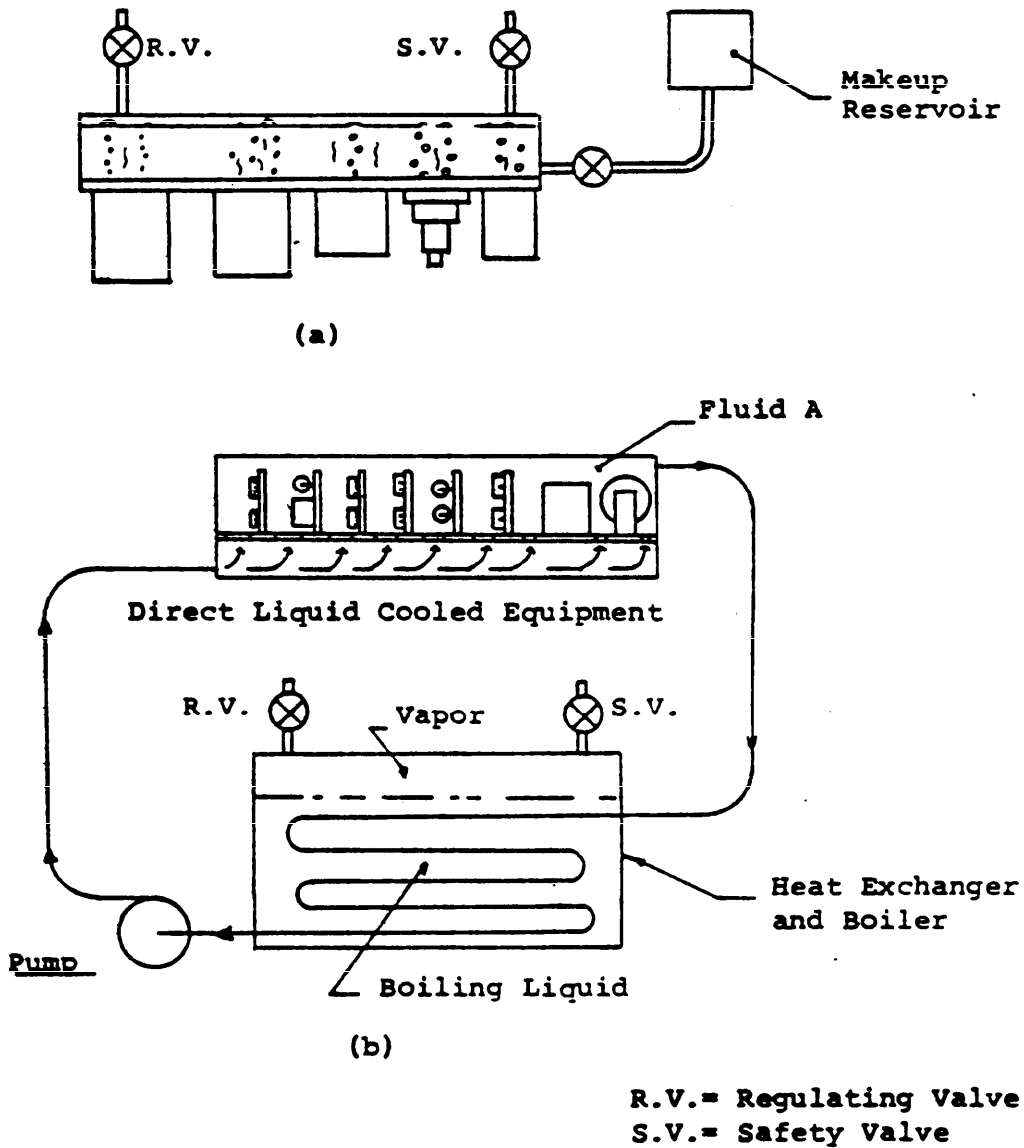 R.V.
S.V.
Makeup
Reservoir
(a)
Fluid A
Direct Liquid Cooled Equipment
R.V.
Vapor
S.V.
Heat Exchanger
and Boiler
Pump
Boiling Liquid
(b)
R.V.= Regulating Valve
S.V.= Safety Valve